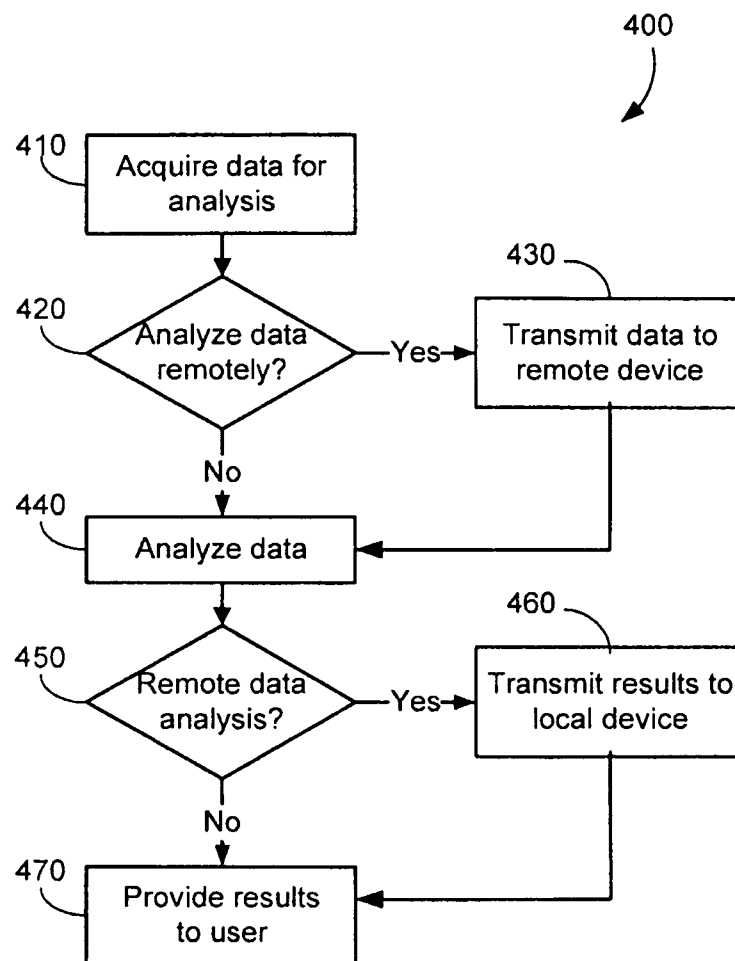 400
410
Acquire data for
analysis
420
Analyze data
remotely?
Yes
430
Transmit data to
remote device
No
440
Analyze data
450
Remote data
analysis?
Yes
460
Transmit results to
local device
No
470
Provide results
to user